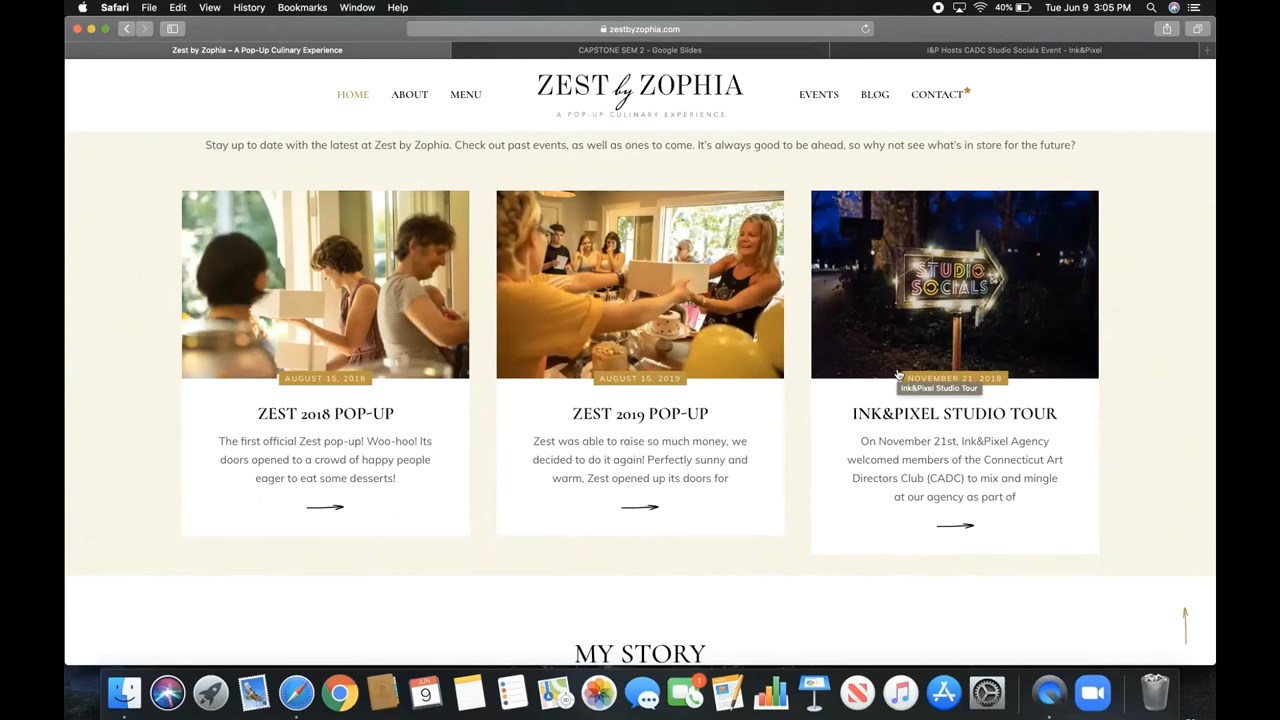 Safari File Edit View History Bookmarks Window Help 40% Tue Jun 9 3:05 PM
zestbyzophia.com
Zest by Zophia – A Pop-Up Culinary Experience CAPSTONE SEM 2 - Google Slides I&P Hosts CADC Studio Socials Event - Ink&Pixel
HOME ABOUT MENU ZEST by ZOPHIA EVENTS BLOG CONTACT
A POP-UP CULINARY EXPERIENCE
Stay up to date with the latest at Zest by Zophia. Check out past events, as well as ones to come. It's always good to be ahead, so why not see what's in store for the future?
STUDIO
SOCIALS
AUGUST 15, 2018
ZEST 2018 POP-UP
The first official Zest pop-up! Woo-hoo! Its
doors opened to a crowd of happy people
eager to eat some desserts!
AUGUST 15, 2019
ZEST 2019 POP-UP
Zest was able to raise so much money, we
decided to do it again! Perfectly sunny and
warm, Zest opened up its doors for
NOVEMBER 21, 2019
Ink&Pixel Studio Tour
INK&PIXEL STUDIO TOUR
On November 21st, Ink&Pixel Agency
welcomed members of the Connecticut Art
Directors Club (CADC) to mix and mingle
at our agency as part of
MY STORY
JUN
9
1